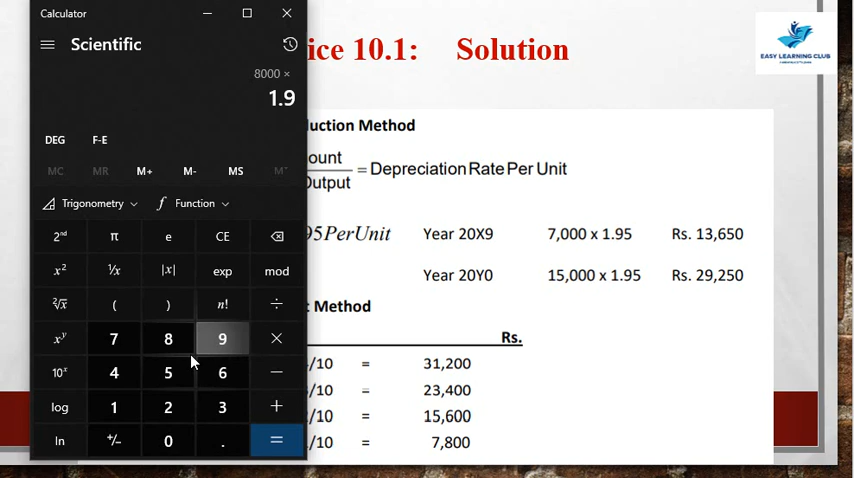 Calculator
Scientific
8000 ×
1.9
DEG F-E
MC MR M+ M- MS M˅
Trigonometry f Function
2nd π e CE
x² ¹/x |x| exp mod
²√x ( ) n! ÷
xʸ 7 8 9 ×
10ˣ 4 5 6 −
log 1 2 3 +
ln +/- 0 . =
ice 10.1: Solution
EASY LEARNING CLUB
uction Method
ount
Output
= Depreciation Rate Per Unit
95PerUnit Year 20X9 7,000 x 1.95 Rs. 13,650
Year 20Y0 15,000 x 1.95 Rs. 29,250
t Method
Rs.
/10 = 31,200
/10 = 23,400
/10 = 15,600
/10 = 7,800